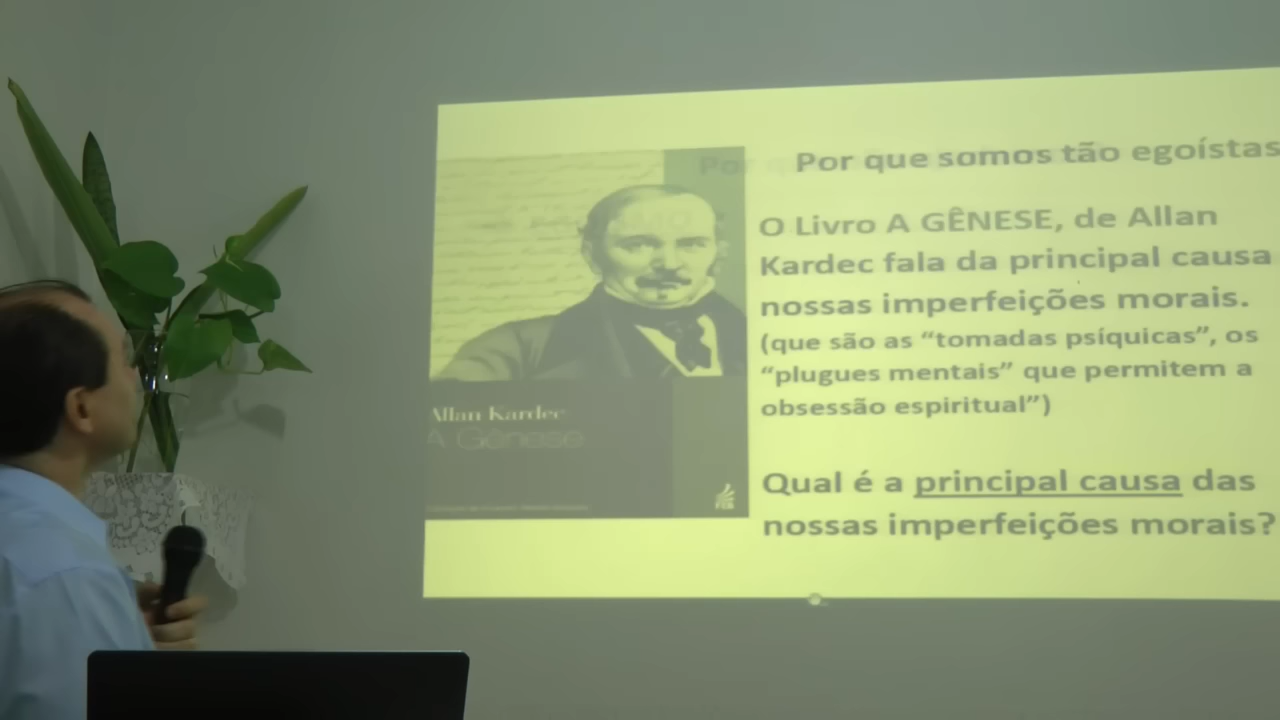 Por que somos tão egoístas
O Livro A GÊNESE, de Allan
Kardec fala da principal causa
nossas imperfeições morais.
(que são as “tomadas psíquicas”, os
“plugues mentais” que permitem a
obsessão espiritual”)
Qual é a principal causa das
nossas imperfeições morais?
Allan Kardec
A Gênese
FEB